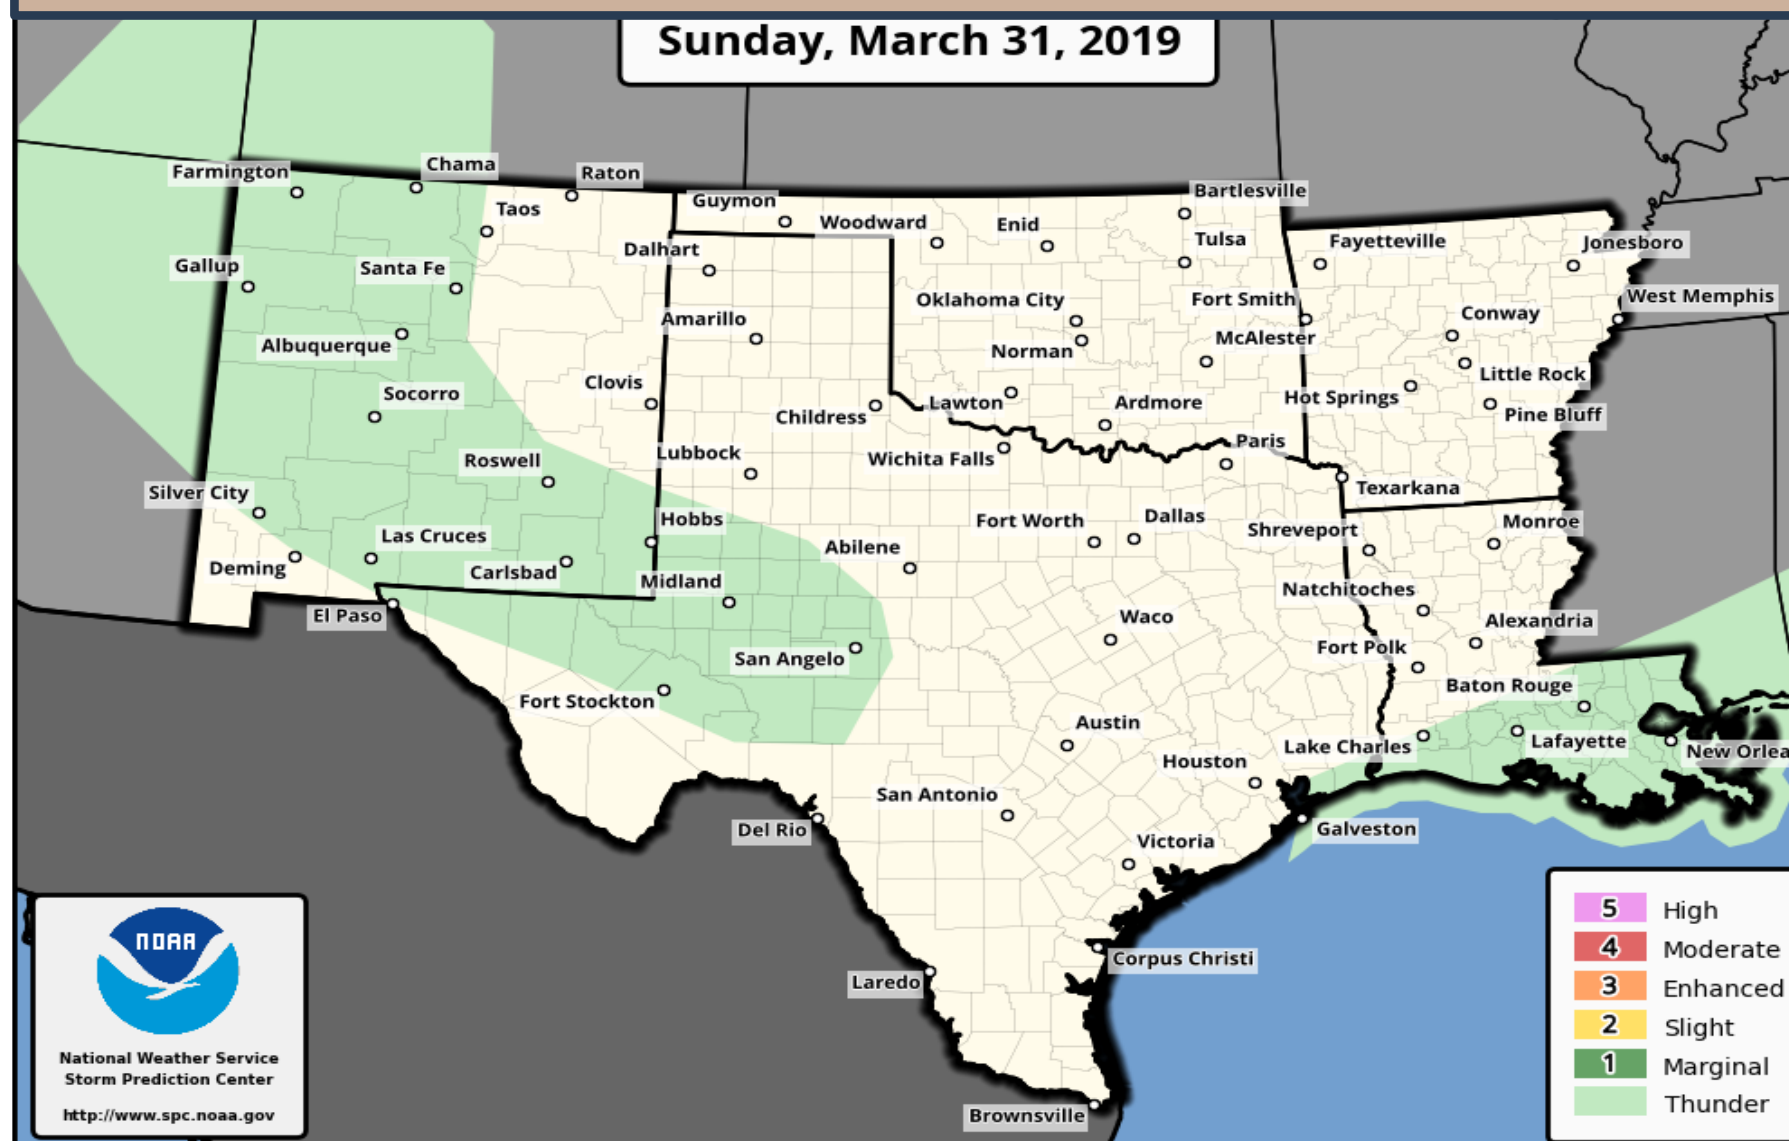 Sunday, March 31, 2019
Farmington
Chama
Raton
Taos
Guymon
Woodward
Enid
Bartlesville
Tulsa
Fayetteville
Jonesboro
Gallup
Santa Fe
Dalhart
Albuquerque
Amarillo
Oklahoma City
Norman
Fort Smith
McAlester
Conway
West Memphis
Little Rock
Socorro
Clovis
Childress
Lawton
Ardmore
Hot Springs
Pine Bluff
Roswell
Lubbock
Wichita Falls
Paris
Texarkana
Silver City
Las Cruces
Hobbs
Fort Worth
Dallas
Shreveport
Monroe
Deming
Carlsbad
Midland
Abilene
Natchitoches
El Paso
Waco
Alexandria
San Angelo
Fort Polk
Fort Stockton
Baton Rouge
Austin
Lake Charles
Lafayette
New Orlea
Houston
San Antonio
Del Rio
Galveston
Victoria
Laredo
Corpus Christi
Brownsville
NOAA
National Weather Service
Storm Prediction Center
http://www.spc.noaa.gov
5 High
4 Moderate
3 Enhanced
2 Slight
1 Marginal
Thunder